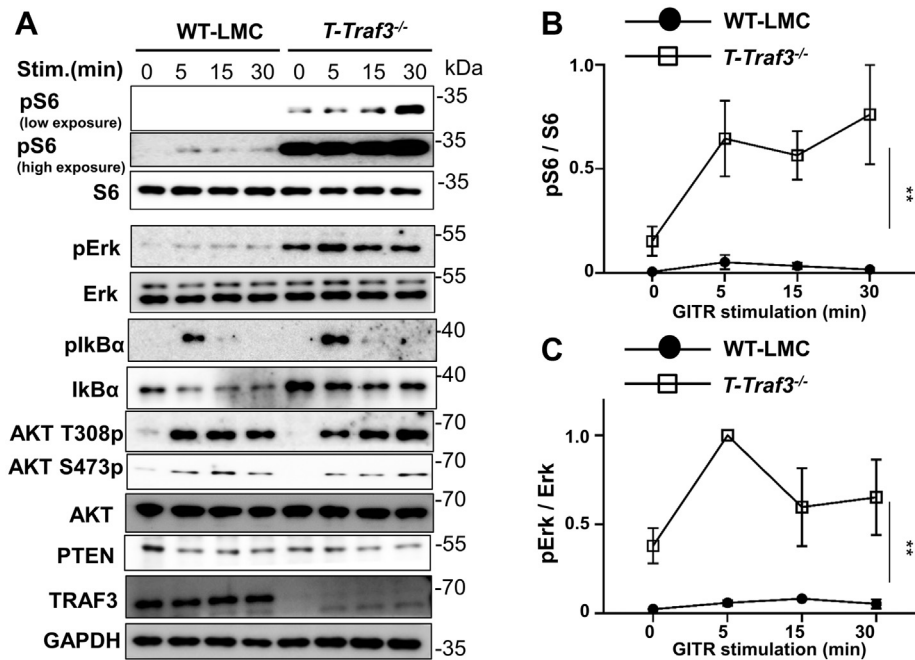 A
WT-LMC T-Traf3-/-
Stim.(min) 0 5 15 30 0 5 15 30 kDa
pS6
(low exposure)
-35
pS6
(high exposure)
-35
S6
-35
pErk
-55
Erk
-55
pIkBα
-40
IkBα
-40
AKT T308p
-70
AKT S473p
-70
AKT
-70
PTEN
-55
TRAF3
-70
GAPDH
-35
B
WT-LMC
T-Traf3-/-
pS6 / S6
1.0
0.5
0
0 5 15 30
GITR stimulation (min)
**
C
WT-LMC
T-Traf3-/-
pErk / Erk
1.0
0.5
0
0 5 15 30
GITR stimulation (min)
**